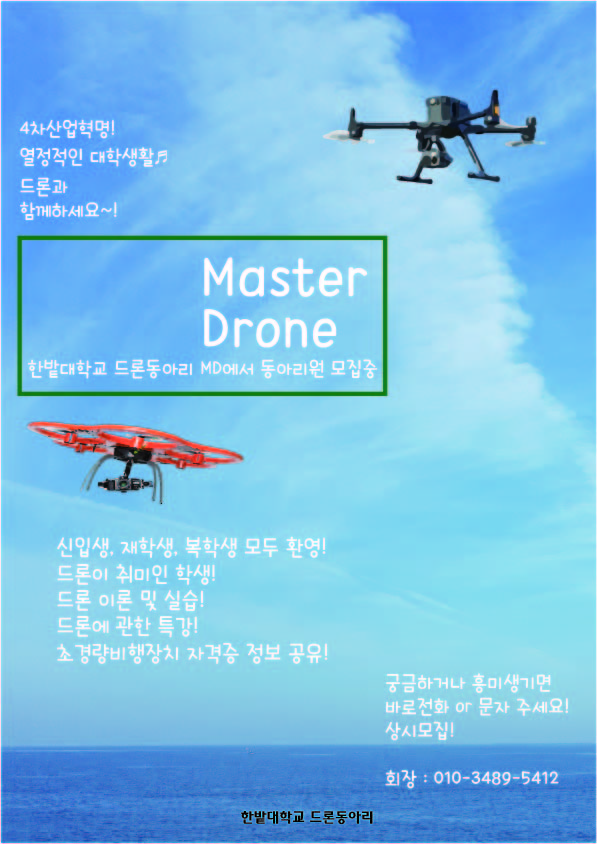 4차산업혁명!
열정적인 대학생활♬
드론과
함께하세요~!
Master
Drone
한밭대학교 드론동아리 MD에서 동아리원 모집중
신입생, 재학생, 복학생 모두 환영!
드론이 취미인 학생!
드론 이론 및 실습!
드론에 관한 특강!
초경량비행장치 자격증 정보 공유!
궁금하거나 흥미생기면
바로전화 or 문자 주세요!
상시모집!
회장 : 010-3489-5412
한밭대학교 드론동아리